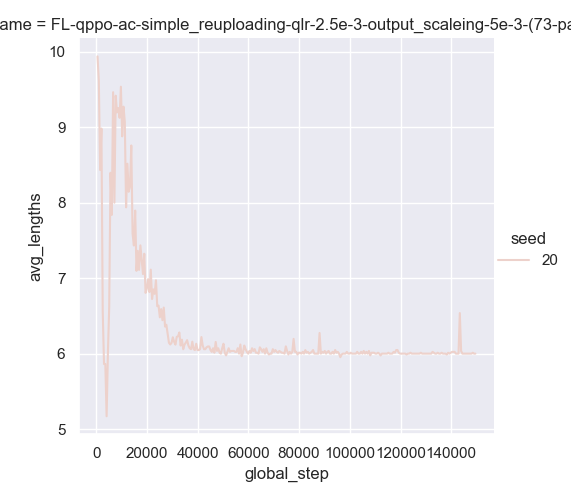 ame = FL-qppo-ac-simple_reuploading-qlr-2.5e-3-output_scaleing-5e-3-(73-pa
10
9
8
7
6
5
avg_lengths
seed
20
0 20000 40000 60000 80000 100000 120000 140000
global_step